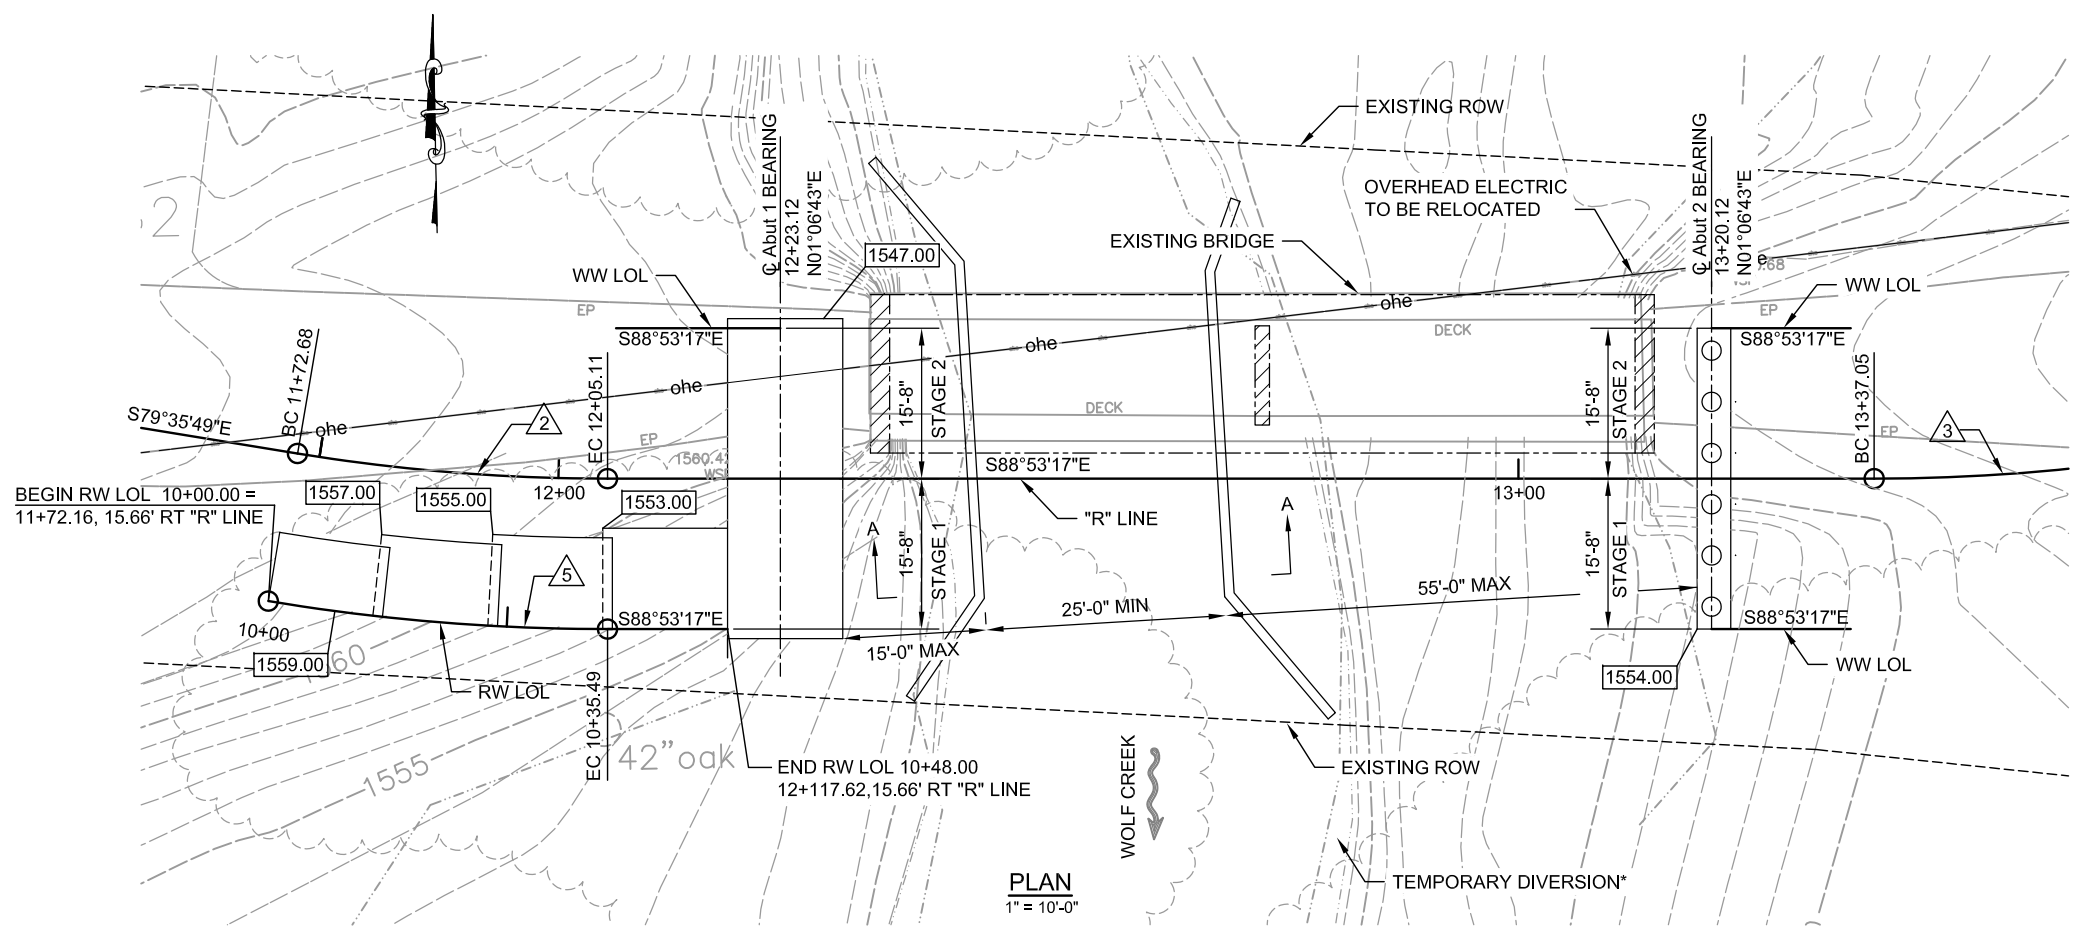 EXISTING ROW
OVERHEAD ELECTRIC
TO BE RELOCATED
℄ Abut 1 BEARING
12+23.12
N01°06'43"E
℄ Abut 2 BEARING
13+20.12
N01°06'43"E
EXISTING BRIDGE
1547.00
WW LOL
S88°53'17"E
WW LOL
S88°53'17"E
EP
EP
DECK
ohe
ohe
ohe
ohe
e
7.68
BC 11+72.68
S79°35'49"E
EC 12+05.11
2
15'-8"
STAGE 2
15'-8"
STAGE 2
DECK
BC 13+37.05
EP
3
EP
1560.4
S88°53'17"E
BEGIN RW LOL 10+00.00 =
11+72.16, 15.66' RT "R" LINE
1557.00
1555.00
12+00
1553.00
13+00
"R" LINE
A
A
15'-8"
STAGE 1
15'-8"
STAGE 1
5
55'-0" MAX
25'-0" MIN
15'-0" MAX
S88°53'17"E
S88°53'17"E
10+00
1559.00
1554.00
WW LOL
RW LOL
EC 10+35.49
42"oak
1555
END RW LOL 10+48.00
12+117.62,15.66' RT "R" LINE
WOLF CREEK
EXISTING ROW
TEMPORARY DIVERSION*
PLAN
1" = 10'-0"